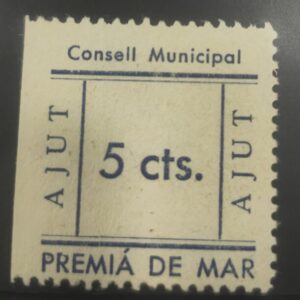 Consell Municipal
AJUT
5 cts.
AJUT
PREMIÁ DE MAR